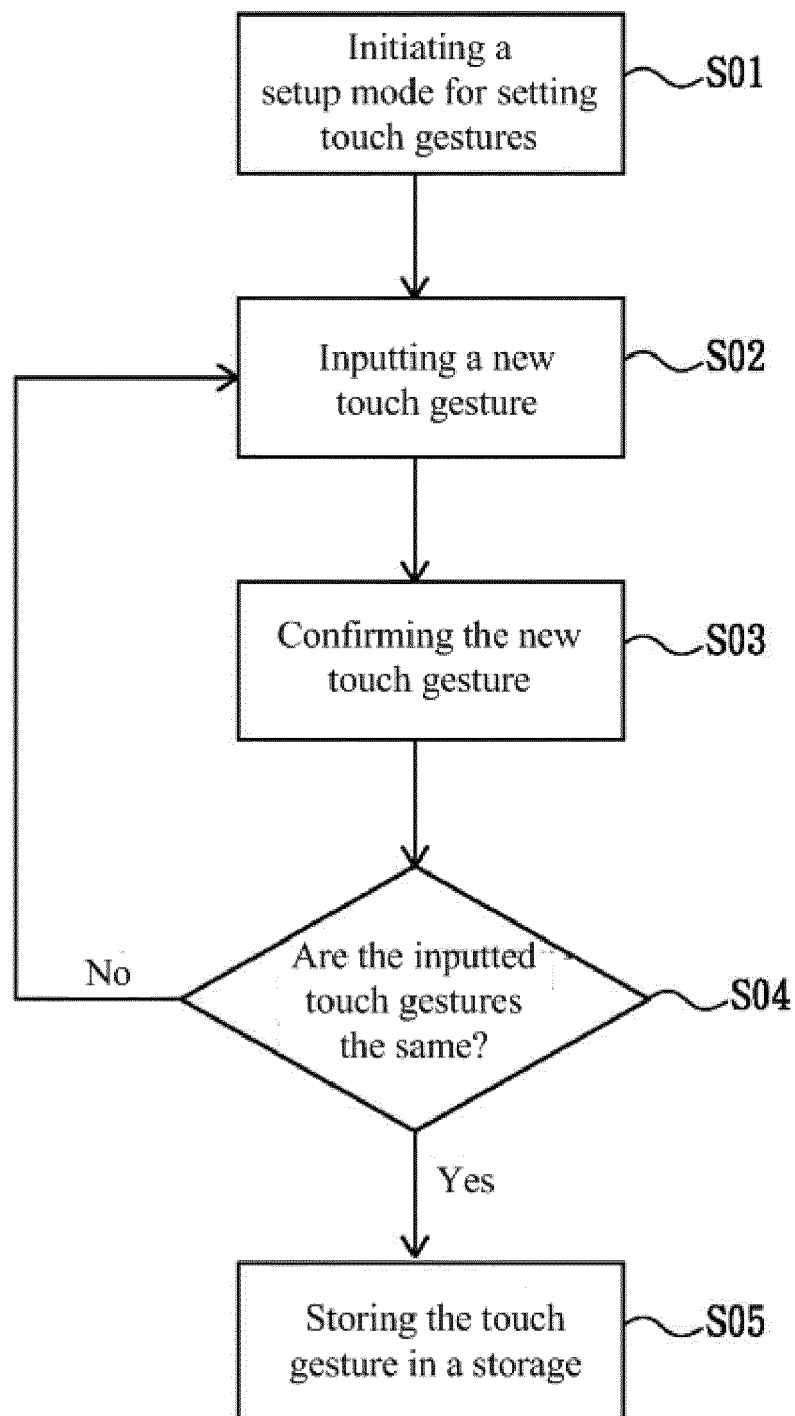 Initiating a
setup mode for setting
touch gestures
S01
Inputting a new
touch gesture
S02
Confirming the new
touch gesture
S03
Are the inputted
touch gestures
the same?
S04
No
Yes
Storing the touch
gesture in a storage
S05